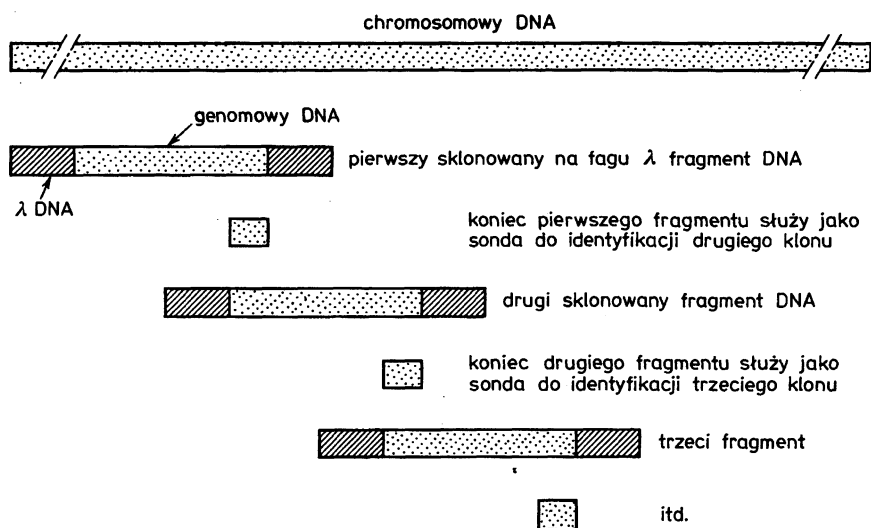 chromosomowy DNA
genomowy DNA
pierwszy sklonowany na fagu λ fragment DNA
λ DNA
koniec pierwszego fragmentu służy jako
sonda do identyfikacji drugiego klonu
drugi sklonowany fragment DNA
koniec drugiego fragmentu służy jako
sonda do identyfikacji trzeciego klonu
trzeci fragment
itd.